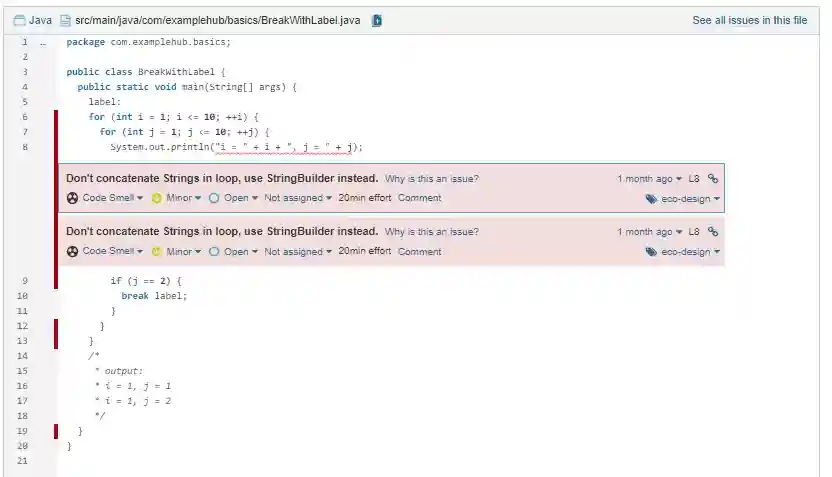 Java src/main/java/com/examplehub/basics/BreakWithLabel.java See all issues in this file
1 … package com.examplehub.basics;
2
3 public class BreakWithLabel {
4 public static void main(String[] args) {
5 label:
6 for (int i = 1; i <= 10; ++i) {
7 for (int j = 1; j <= 10; ++j) {
8 System.out.println("i = " + i + ", j = " + j);
Don't concatenate Strings in loop, use StringBuilder instead. Why is this an issue? 1 month ago L8
Code Smell Minor Open Not assigned 20min effort Comment eco-design
Don't concatenate Strings in loop, use StringBuilder instead. Why is this an issue? 1 month ago L8
Code Smell Minor Open Not assigned 20min effort Comment eco-design
9 if (j == 2) {
10 break label;
11 }
12 }
13 }
14 /*
15 * output:
16 * i = 1, j = 1
17 * i = 1, j = 2
18 */
19 }
20 }
21